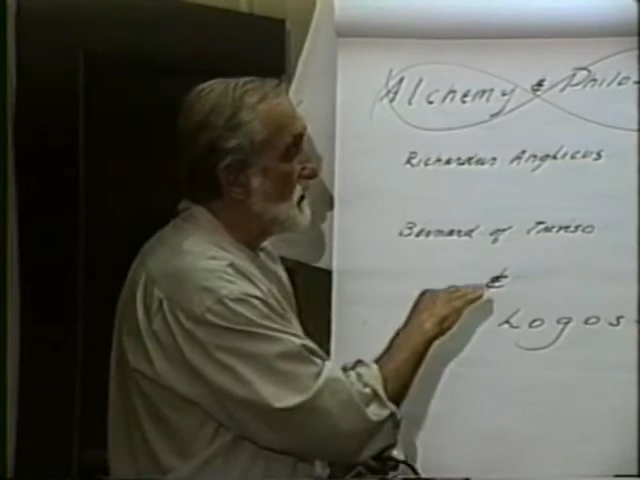 Alchemy & Philo-
Richardus Anglicus
Bernard of Treviso
&
Logos-